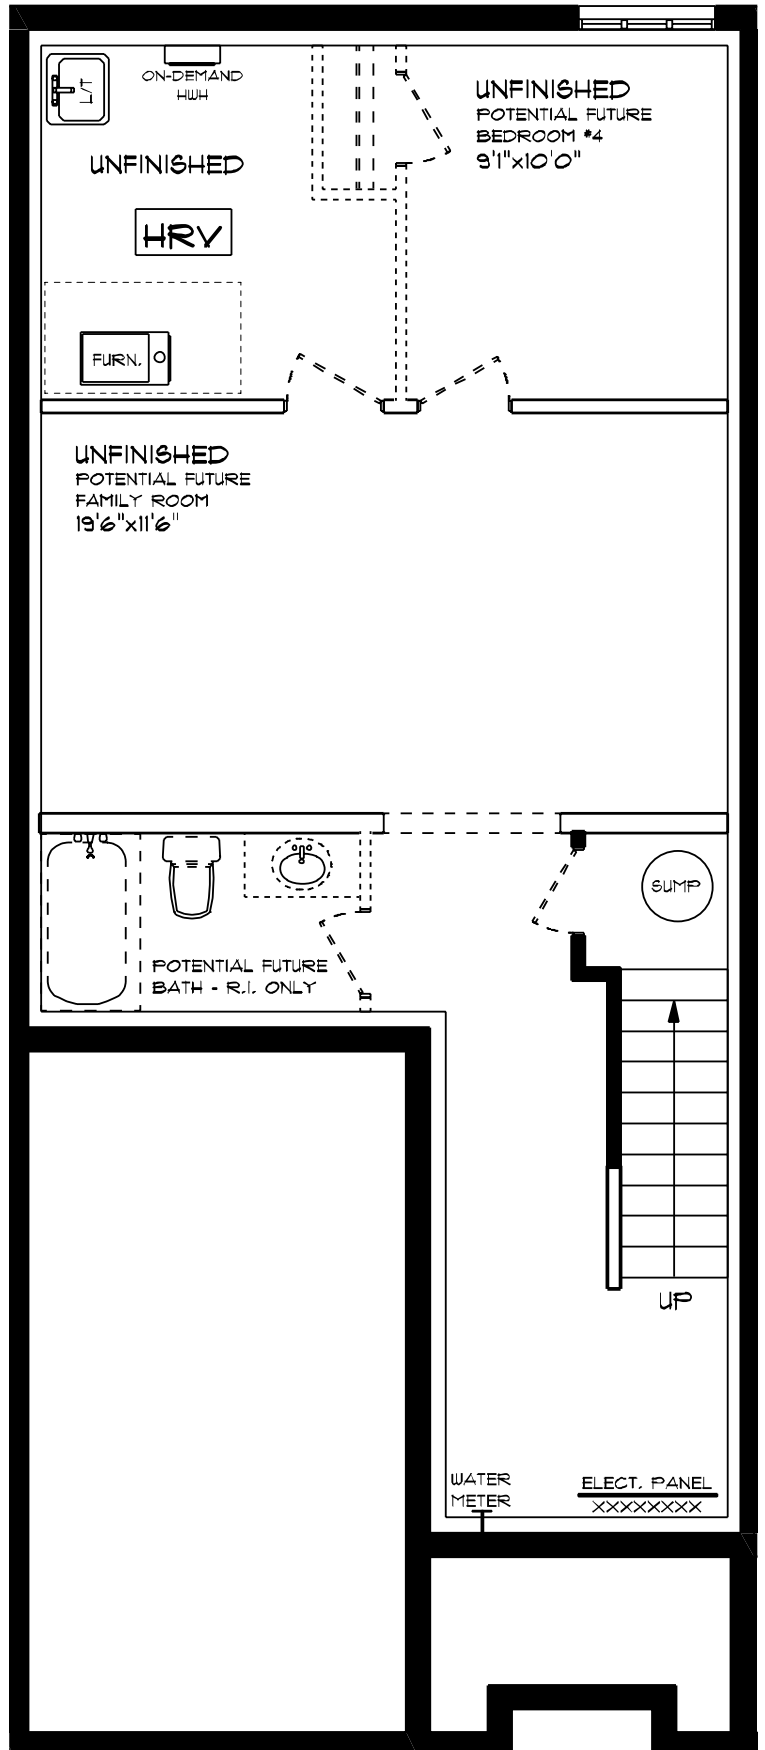 L/T
ON-DEMAND
HWH
UNFINISHED
POTENTIAL FUTURE
BEDROOM #4
9'1"x10'0"
UNFINISHED
HRV
FURN.
UNFINISHED
POTENTIAL FUTURE
FAMILY ROOM
19'6"x11'6"
SUMP
POTENTIAL FUTURE
BATH - R.I. ONLY
UP
WATER
METER
ELECT. PANEL
XXXXXXXX